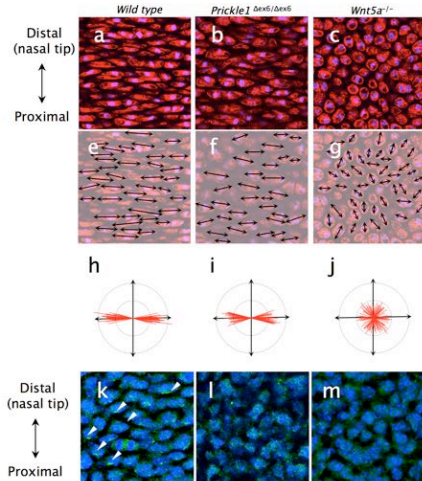 Wild type
Prickle1 Δex6/Δex6
Wnt5a-/-
Distal
(nasal tip)
Proximal
a
b
c
e
f
g
h
i
j
Distal
(nasal tip)
Proximal
k
l
m